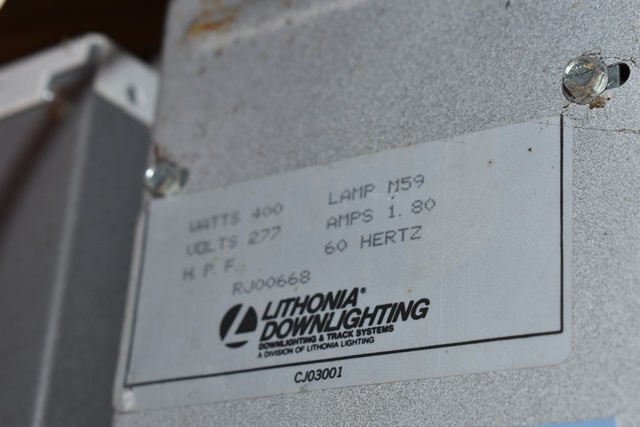 WATTS 400 LAMP M59
VOLTS 277 AMPS 1.80
H.P.F. 60 HERTZ
RJ00668
LITHONIA®
DOWNLIGHTING
DOWNLIGHTING & TRACK SYSTEMS
A DIVISION OF LITHONIA LIGHTING
CJ03001